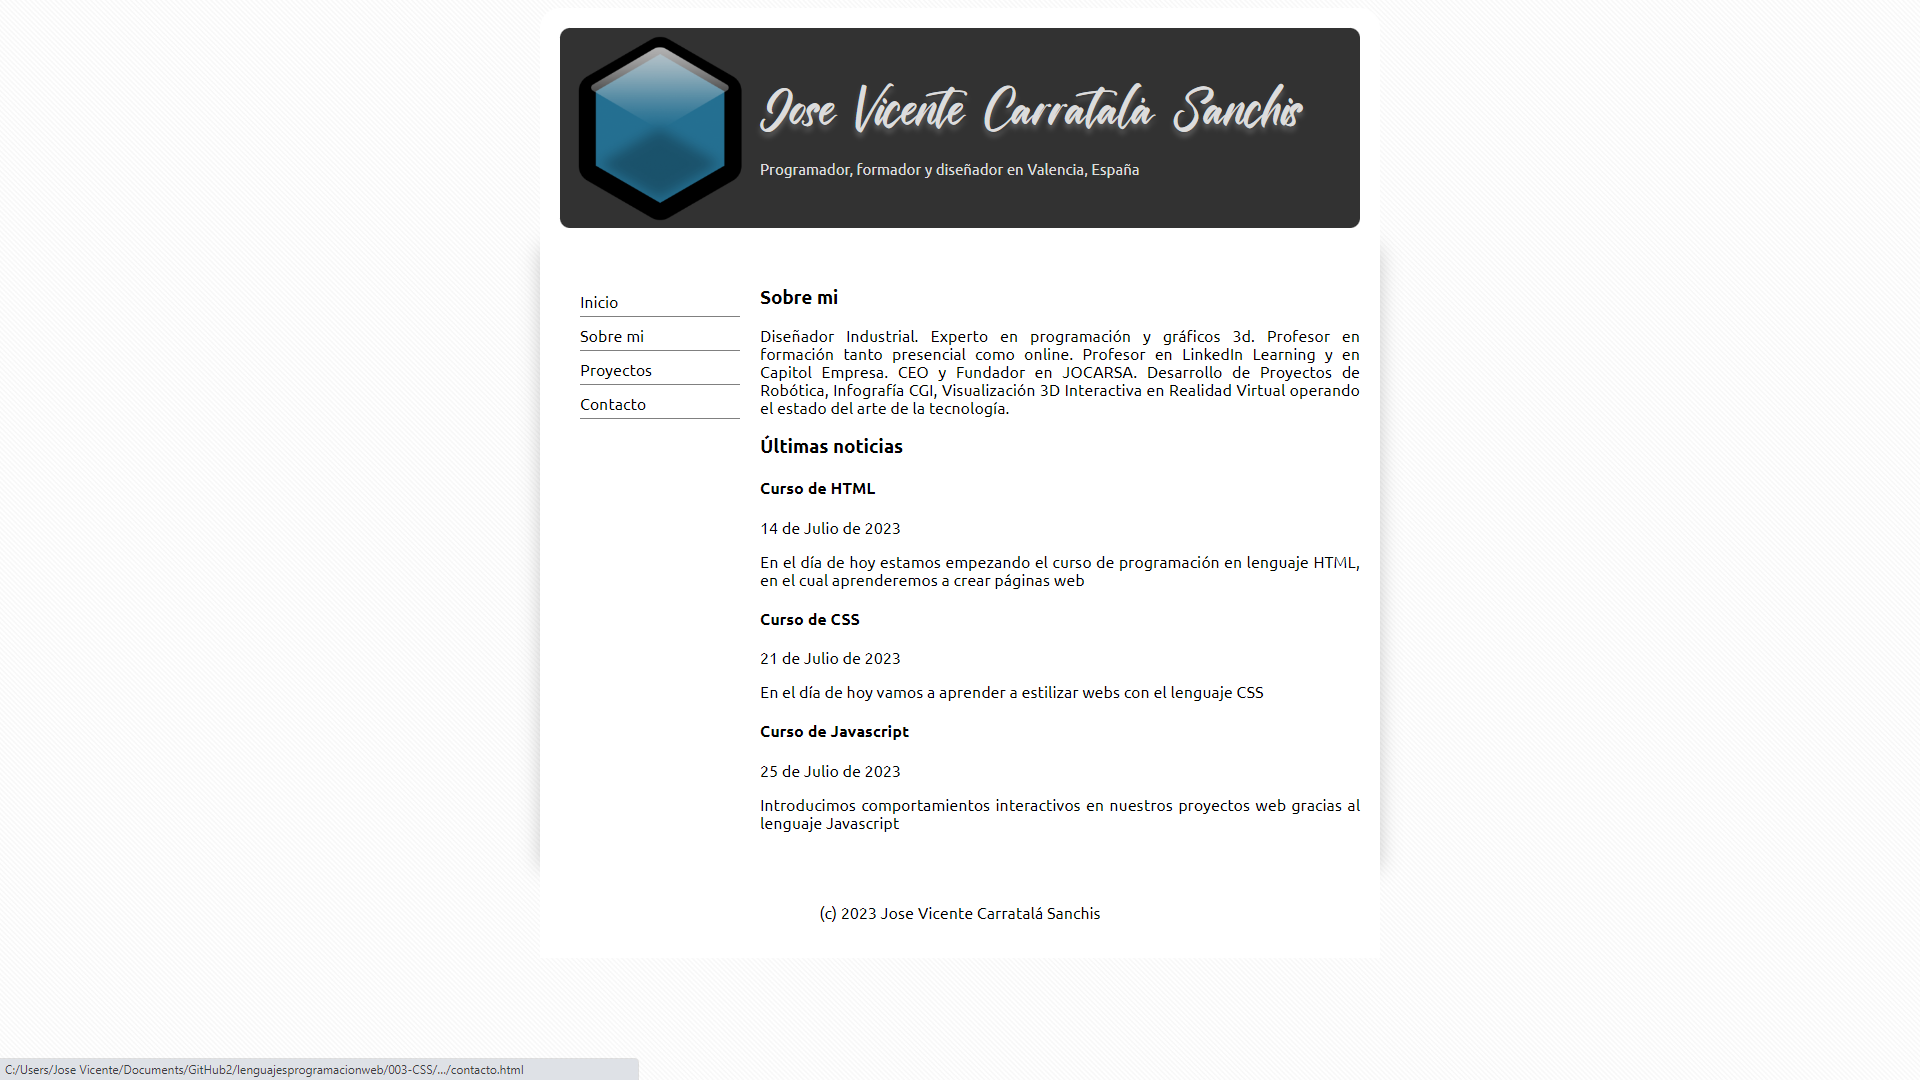 Jose Vicente Carratalá Sanchis
Programador, formador y diseñador en Valencia, España
Inicio
Sobre mi
Proyectos
Contacto
Sobre mi
Diseñador Industrial. Experto en programación y gráficos 3d. Profesor en
formación tanto presencial como online. Profesor en LinkedIn Learning y en
Capitol Empresa. CEO y Fundador en JOCARSA. Desarrollo de Proyectos de
Robótica, Infografía CGI, Visualización 3D Interactiva en Realidad Virtual operando
el estado del arte de la tecnología.
Últimas noticias
Curso de HTML
14 de Julio de 2023
En el día de hoy estamos empezando el curso de programación en lenguaje HTML,
en el cual aprenderemos a crear páginas web
Curso de CSS
21 de Julio de 2023
En el día de hoy vamos a aprender a estilizar webs con el lenguaje CSS
Curso de Javascript
25 de Julio de 2023
Introducimos comportamientos interactivos en nuestros proyectos web gracias al
lenguaje Javascript
(c) 2023 Jose Vicente Carratalá Sanchis
C:/Users/Jose Vicente/Documents/GitHub2/lenguajesprogramacionweb/003-CSS/.../contacto.html